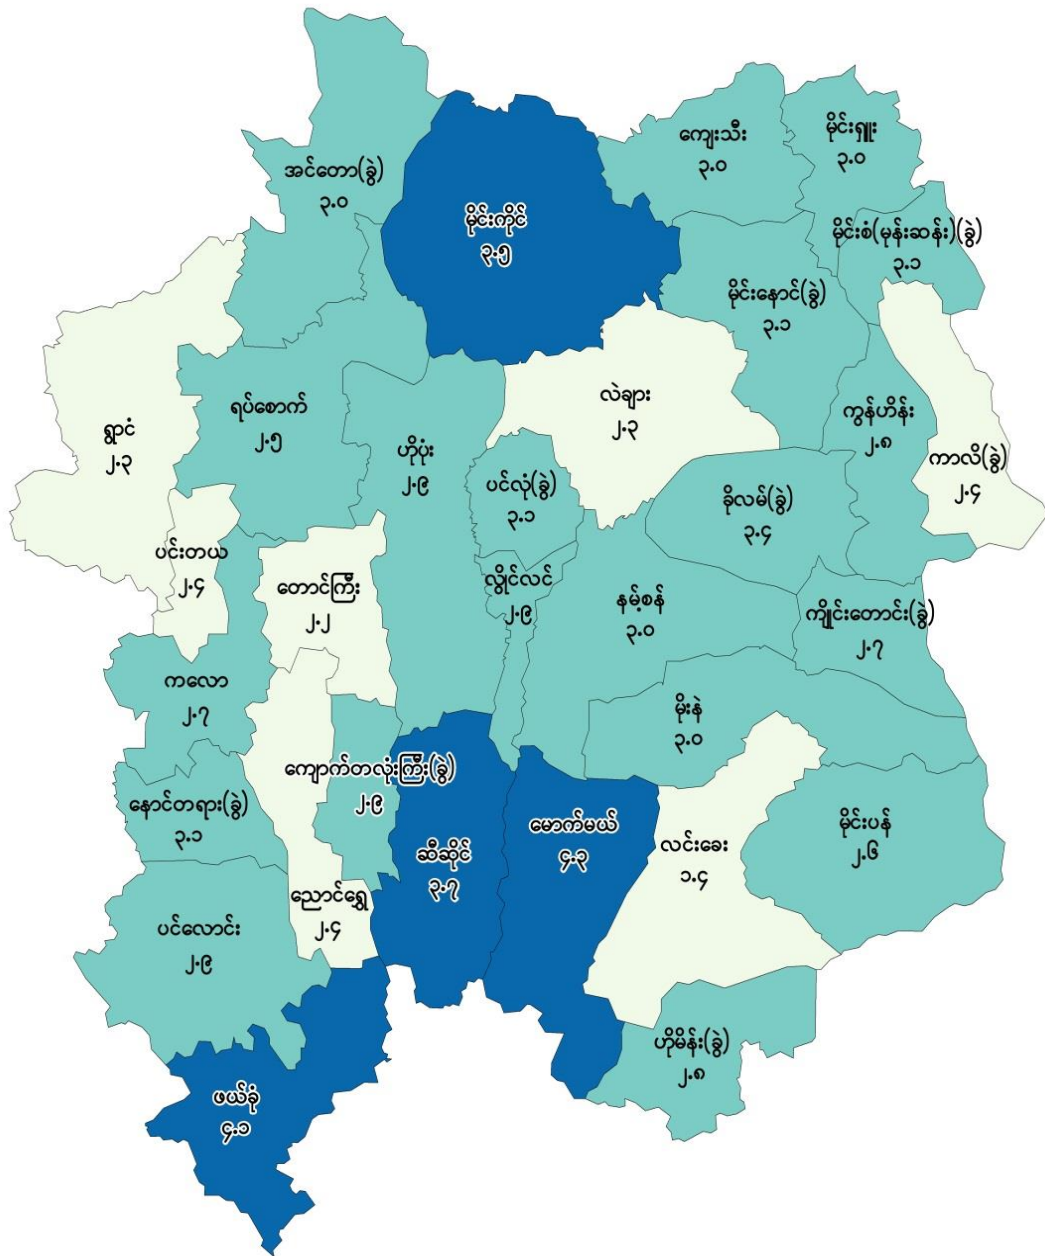 အင်တော(ခွဲ)
၃.၀
မိုင်းကိုင်
၃.၅
ကျေးသီး
၃.၀
မိုင်းရှူး
၃.၀
မိုင်းစံ(မုန်းဆန်း)(ခွဲ)
၃.၁
မိုင်းနောင်(ခွဲ)
၃.၁
ရွာငံ
၂.၃
ရပ်စောက်
၂.၅
ဟိုပုံး
၂.၉
လဲချား
၂.၃
ကွန်ဟိန်း
၂.၈
ကာလိ(ခွဲ)
၂.၄
ပင်လုံ(ခွဲ)
၃.၁
ခိုလမ်(ခွဲ)
၃.၄
ပင်းတယ
၂.၄
တောင်ကြီး
၂.၂
လွိုင်လင်
၂.၉
နမ့်စန်
၃.၀
ကျိုင်းတောင်း(ခွဲ)
၂.၇
ကလော
၂.၇
မိုးနဲ
၃.၀
ကျောက်တလုံးကြီး(ခွဲ)
၂.၉
နောင်တရား(ခွဲ)
၃.၁
ဆီဆိုင်
၃.၇
မောက်မယ်
၄.၃
လင်းခေး
၁.၄
မိုင်းပန်
၂.၆
ညောင်ရွှေ
၂.၄
ပင်လောင်း
၂.၉
ဟိုမိန်း(ခွဲ)
၂.၈
ဖယ်ခုံ
၄.၁